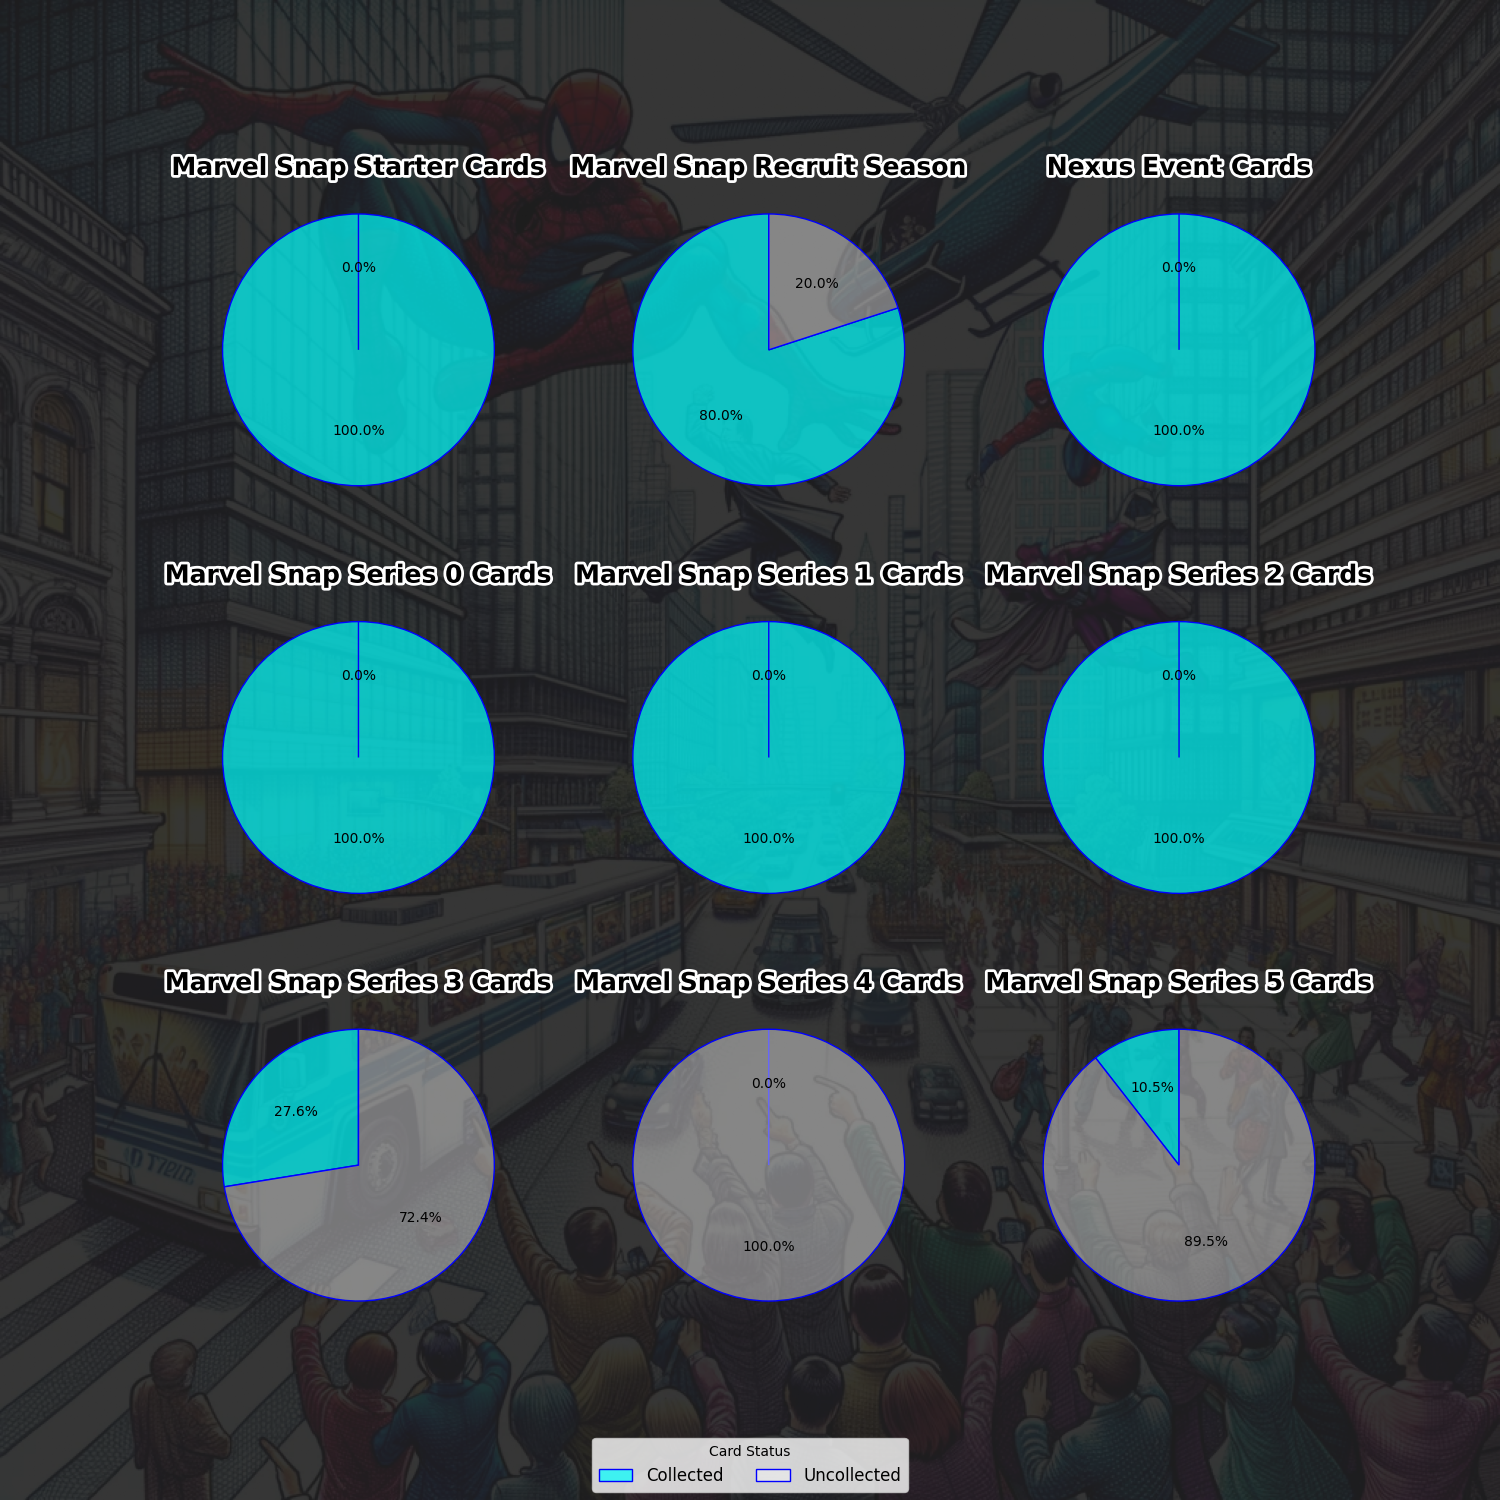 Marvel Snap Starter Cards
Marvel Snap Recruit Season
Nexus Event Cards
0.0%
100.0%
20.0%
80.0%
0.0%
100.0%
Marvel Snap Series 0 Cards
Marvel Snap Series 1 Cards
Marvel Snap Series 2 Cards
0.0%
100.0%
0.0%
100.0%
0.0%
100.0%
Marvel Snap Series 3 Cards
Marvel Snap Series 4 Cards
Marvel Snap Series 5 Cards
27.6%
72.4%
0.0%
100.0%
10.5%
89.5%
Card Status
Collected
Uncollected